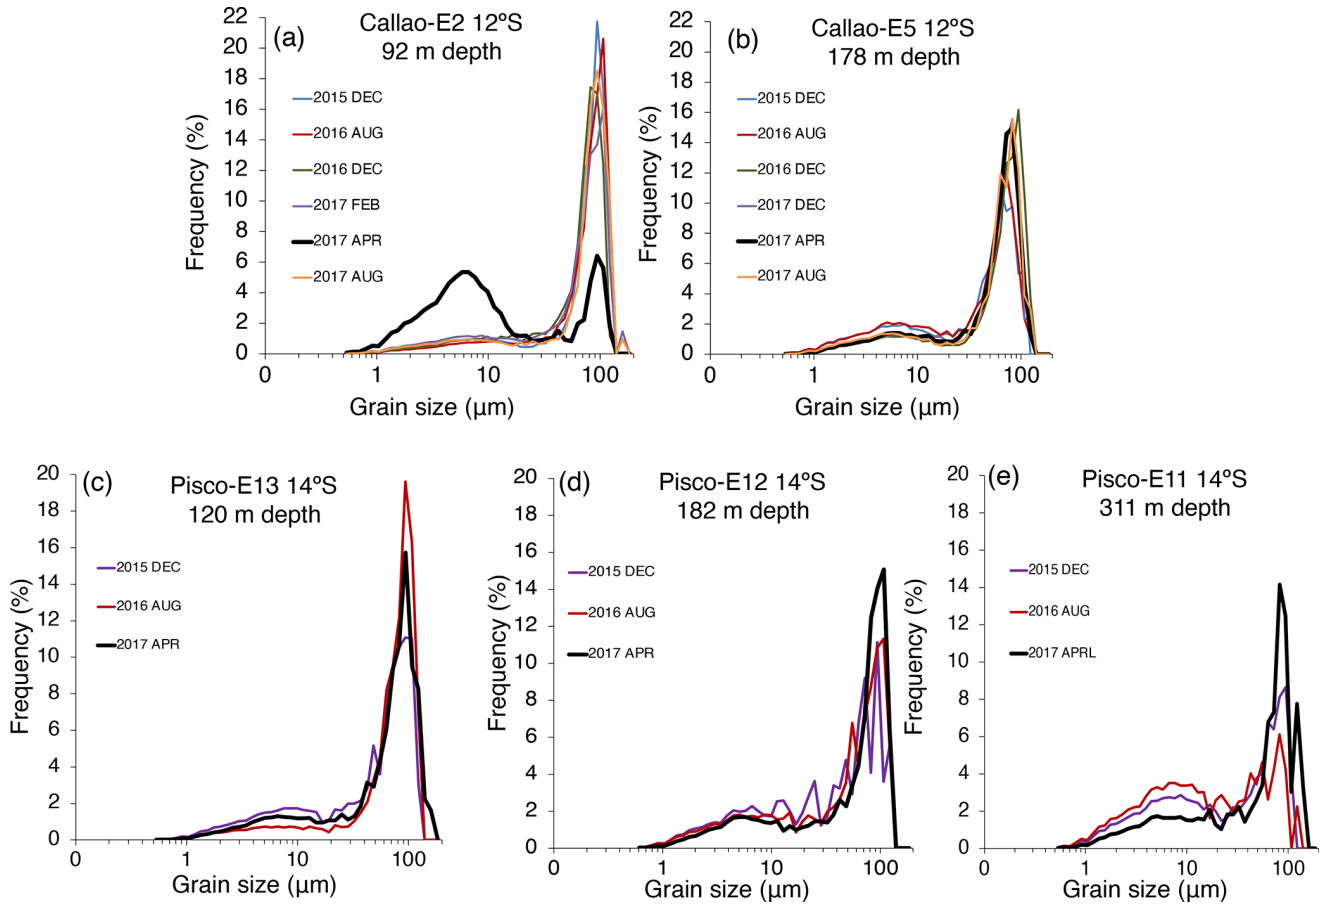 (a)
Callao-E2 12ºS
92 m depth
22
20
18
16
14
12
10
8
6
4
2
0
Frequency (%)
2015 DEC
2016 AUG
2016 DEC
2017 FEB
2017 APR
2017 AUG
0 1 10 100
Grain size (µm)
(b)
Callao-E5 12ºS
178 m depth
22
20
18
16
14
12
10
8
6
4
2
0
Frequency (%)
2015 DEC
2016 AUG
2016 DEC
2017 DEC
2017 APR
2017 AUG
0 1 10 100
Grain size (µm)
(c)
Pisco-E13 14ºS
120 m depth
20
18
16
14
12
10
8
6
4
2
0
Frequency (%)
2015 DEC
2016 AUG
2017 APR
0 1 10 100
Grain size (µm)
(d)
Pisco-E12 14ºS
182 m depth
20
18
16
14
12
10
8
6
4
2
0
Frequency (%)
2015 DEC
2016 AUG
2017 APR
0 1 10 100
Grain size (µm)
(e)
Pisco-E11 14ºS
311 m depth
20
18
16
14
12
10
8
6
4
2
0
Frequency (%)
2015 DEC
2016 AUG
2017 APRL
0 1 10 100
Grain size (µm)